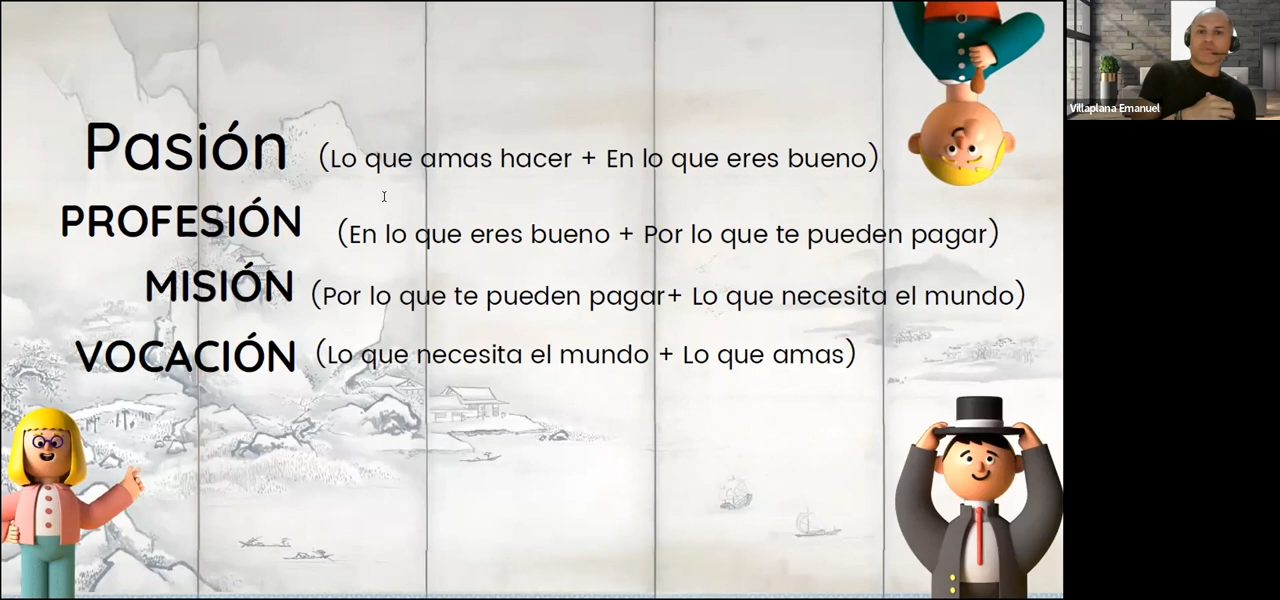 Pasión (Lo que amas hacer + En lo que eres bueno)
PROFESIÓN (En lo que eres bueno + Por lo que te pueden pagar)
MISIÓN (Por lo que te pueden pagar+ Lo que necesita el mundo)
VOCACIÓN (Lo que necesita el mundo + Lo que amas)
Villaplana Emanuel